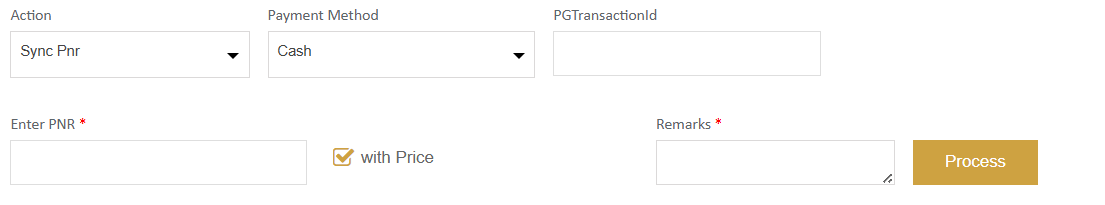 Action Payment Method PGTransactionId
Sync Pnr Cash
Enter PNR * Remarks *
with Price Process